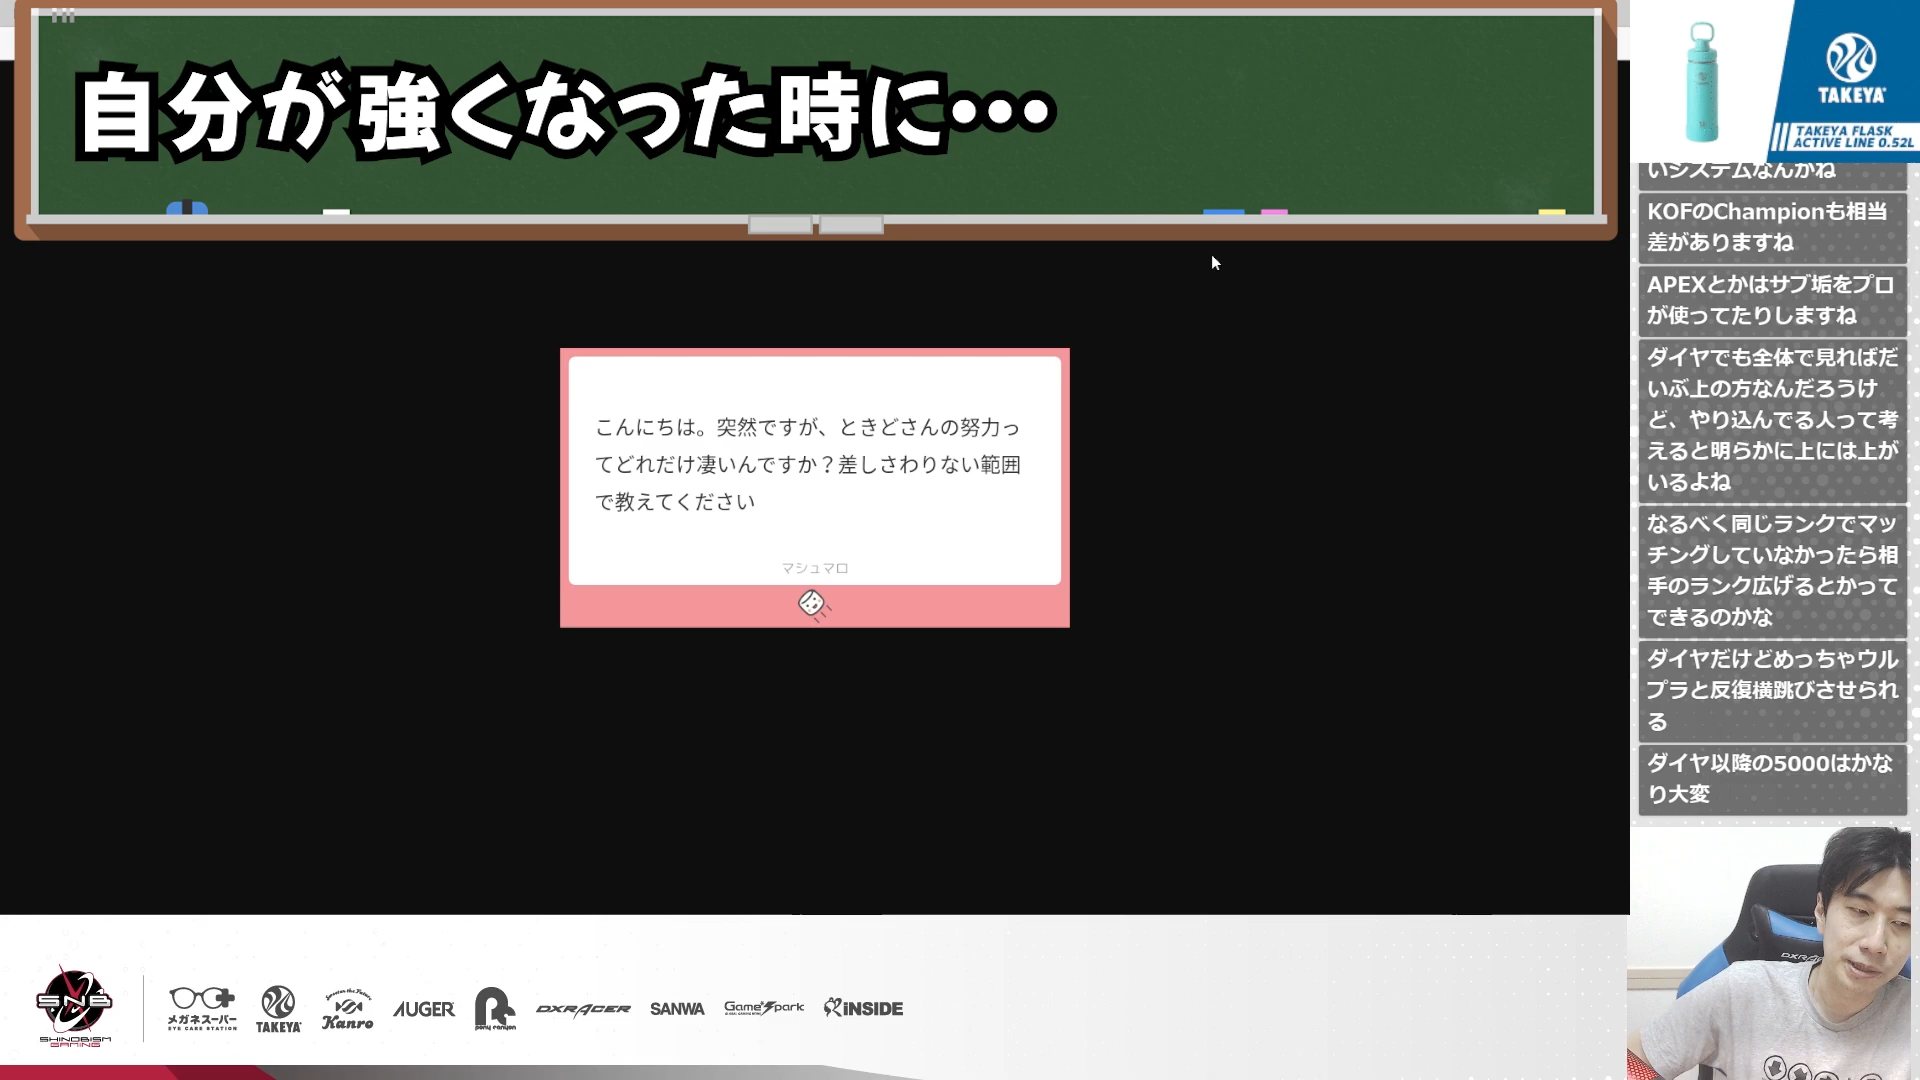 自分が強くなった時に…
TAKEYA
TAKEYA FLASK
ACTIVE LINE 0.52L
いシステムなんかね
KOFのChampionも相当
差がありますね
APEXとかはサブ垢をプロ
が使ってたりしますね
ダイヤでも全体で見ればだ
いぶ上の方なんだろうけ
ど、やり込んでる人って考
えると明らかに上には上が
いるよね
なるべく同じランクでマッ
チングしていなかったら相
手のランク広げるとかって
できるのかな
ダイヤだけどめっちゃウル
プラと反復横跳びさせられ
る
ダイヤ以降の5000はかな
り大変
こんにちは。突然ですが、ときどさんの努力っ
てどれだけ凄いんですか？差しさわりない範囲
で教えてください
マシュマロ
SNB
SHINOBISM
GAMING
メガネスーパー
EYE CARE STATION
TAKEYA
Kanro
AUGER
pony canyon
DXRACER
SANWA
Game*Spark
iNSIDE